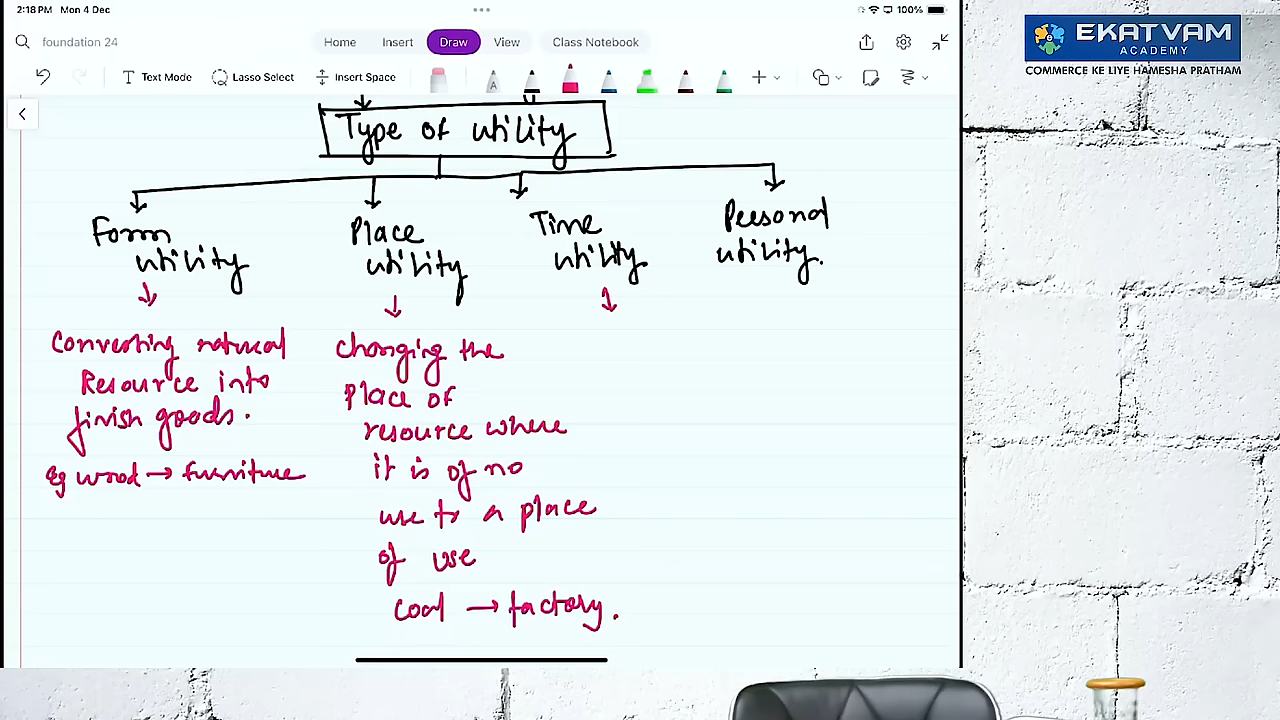 2:18 PM Mon 4 Dec
100%
foundation 24
Home Insert Draw View Class Notebook
Text Mode
Lasso Select
Insert Space
EKATVAM
ACADEMY
COMMERCE KE LIYE HAMESHA PRATHAM
Type of utility
Form utility
Place utility
Time utility
Personal utility.
Converting natural
Resource into
finish goods.
Eg wood → furniture
Changing the
place of
resource where
it is of no
use to a place
of use
coal → factory.